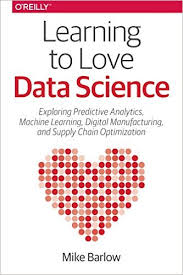 O'REILLY®
Learning to Love
Data Science
Exploring Predictive Analytics,
Machine Learning, Digital Manufacturing,
and Supply Chain Optimization
Mike Barlow